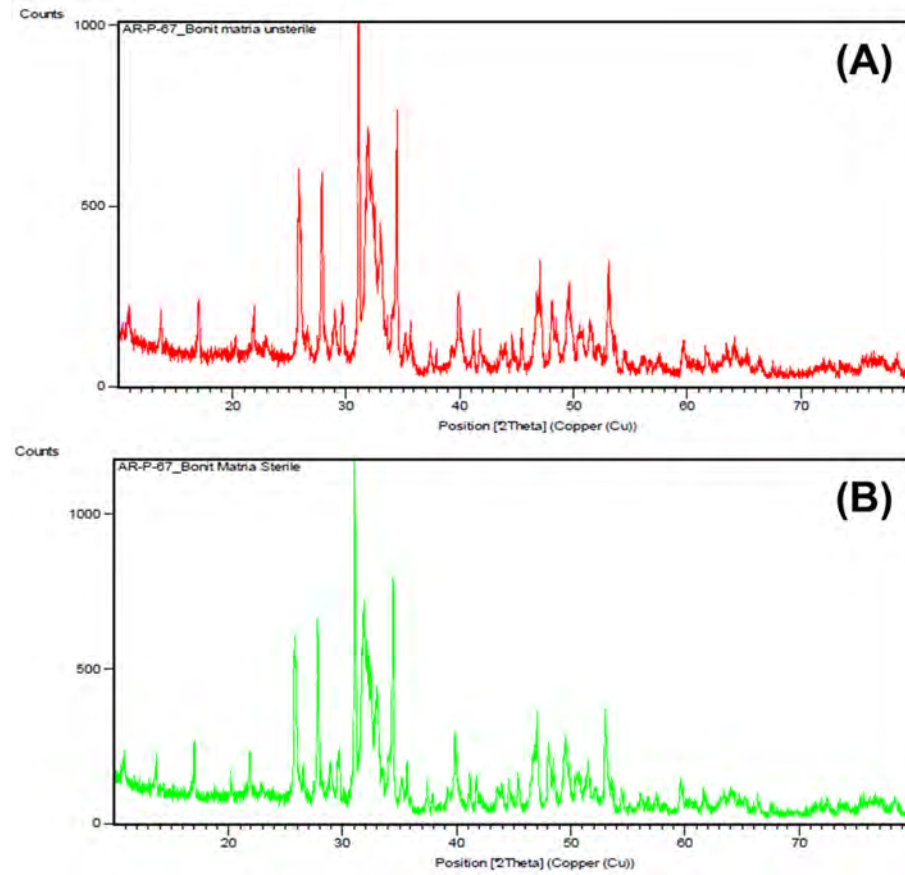 Counts
1000
AR-P-67_Bonit matria unsterile
(A)
500
0
20 30 40 50 60 70
Position [°2Theta] (Copper (Cu))
Counts
AR-P-67_Bonit Matria Sterile
(B)
1000
500
0
20 30 40 50 60 70
Position [°2Theta] (Copper (Cu))